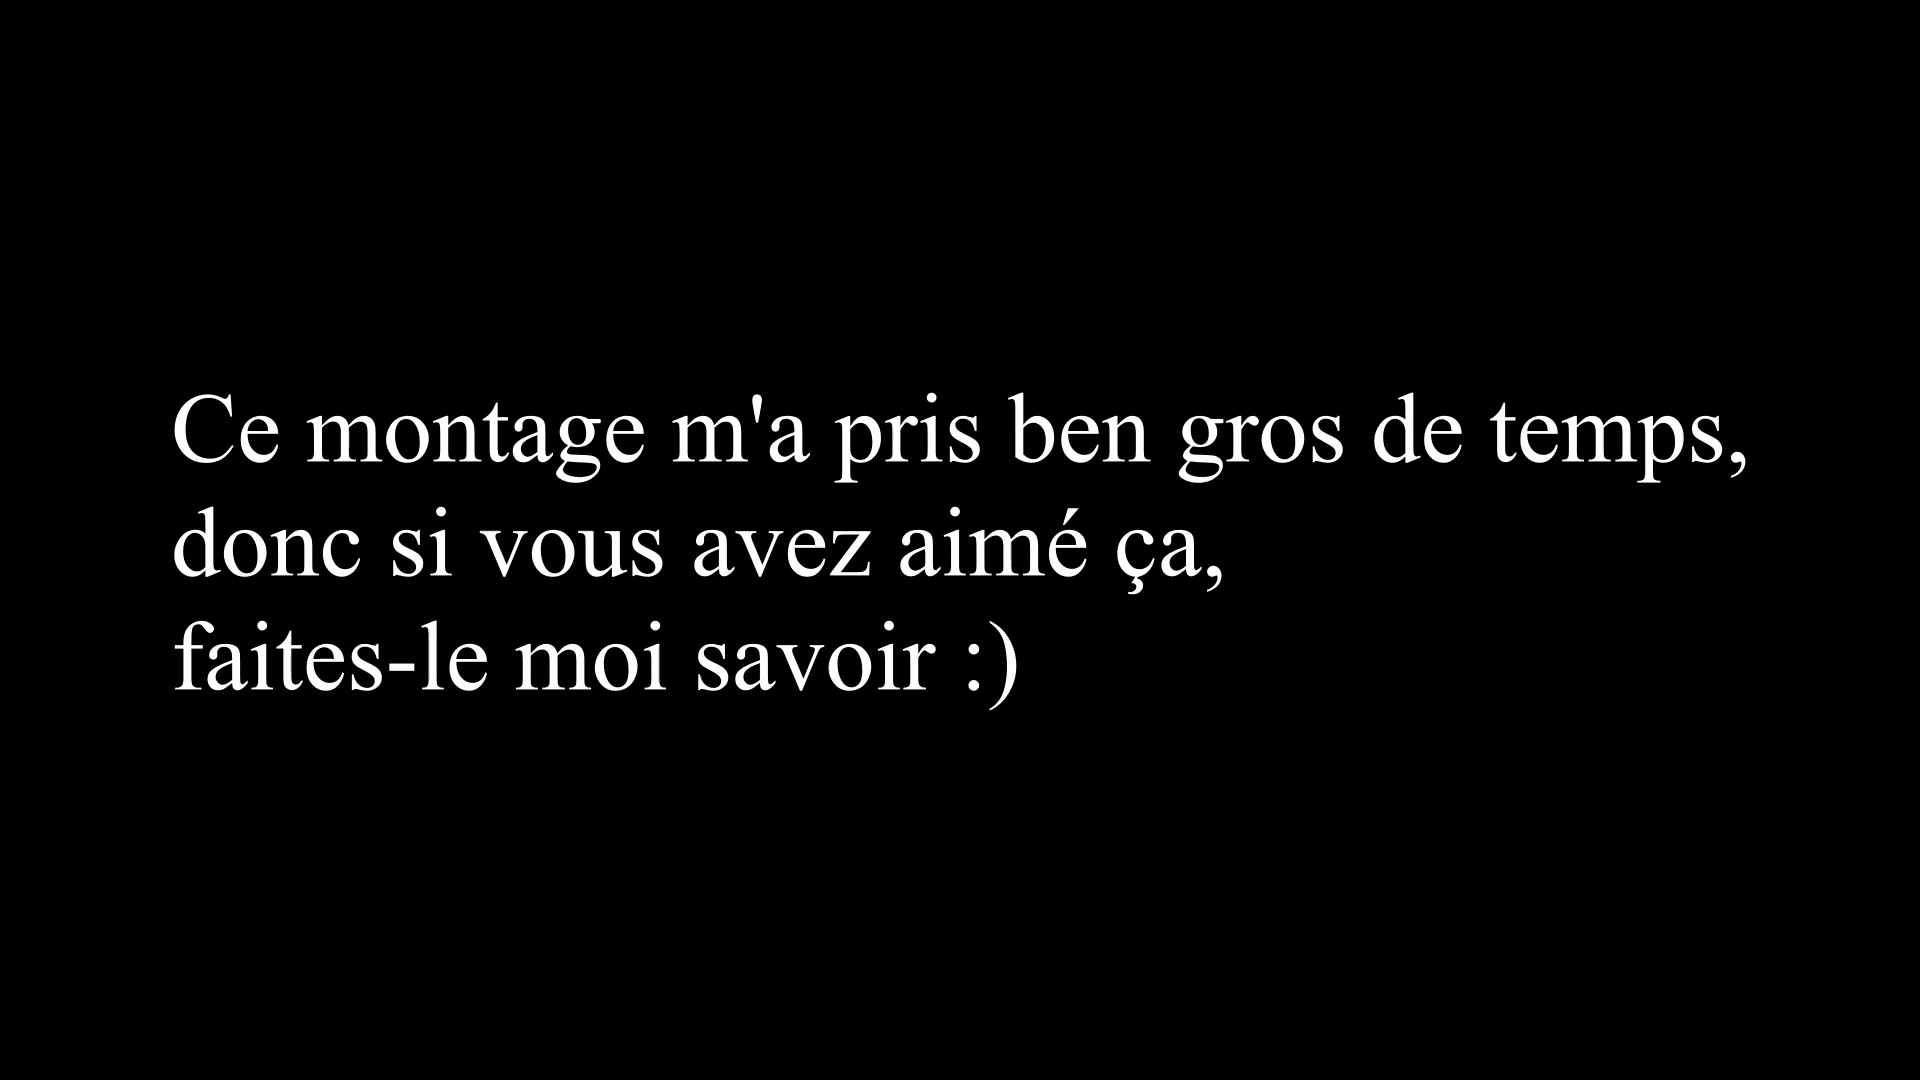 Ce montage m'a pris ben gros de temps,
donc si vous avez aimé ça,
faites-le moi savoir :)